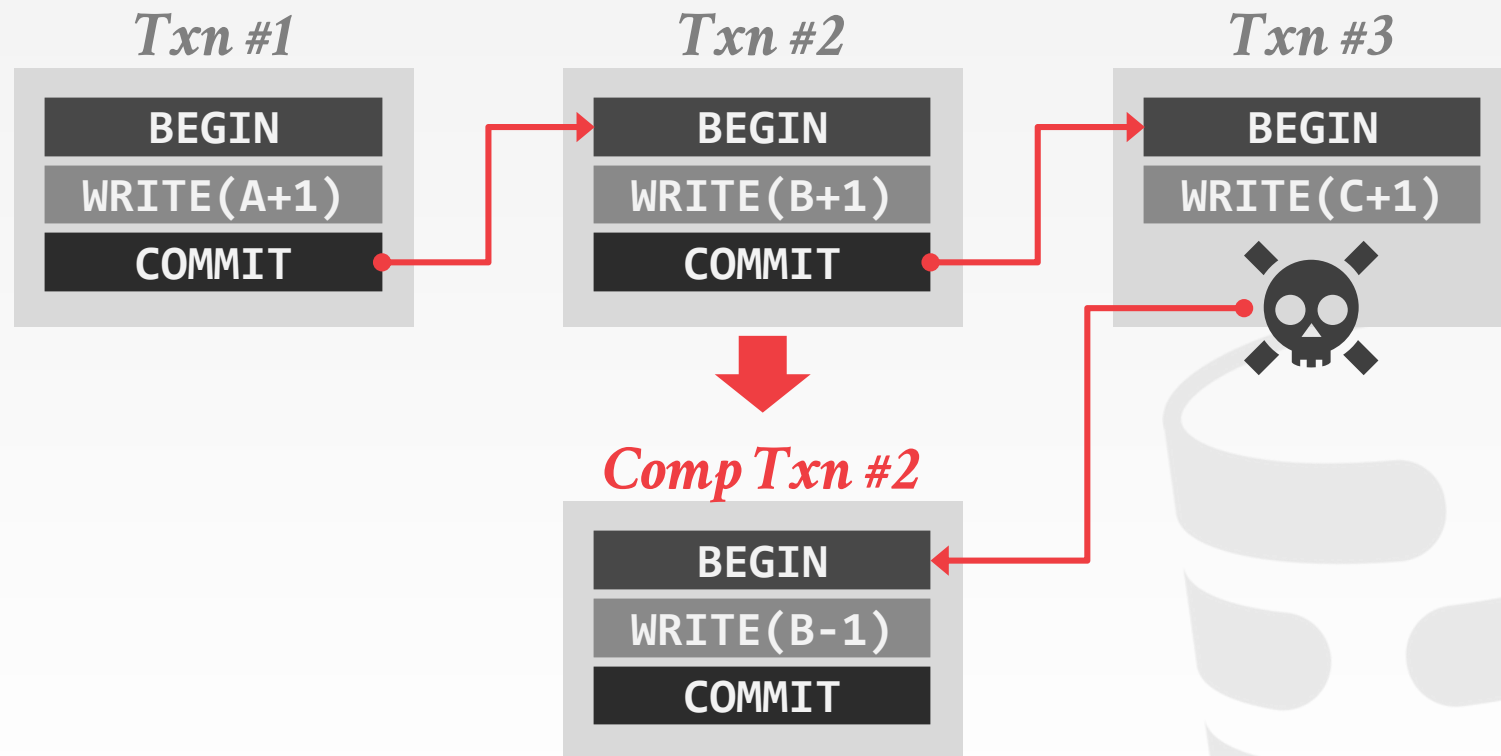 Txn #1
BEGIN
WRITE(A+1)
COMMIT
Txn #2
BEGIN
WRITE(B+1)
COMMIT
Txn #3
BEGIN
WRITE(C+1)
Comp Txn #2
BEGIN
WRITE(B-1)
COMMIT